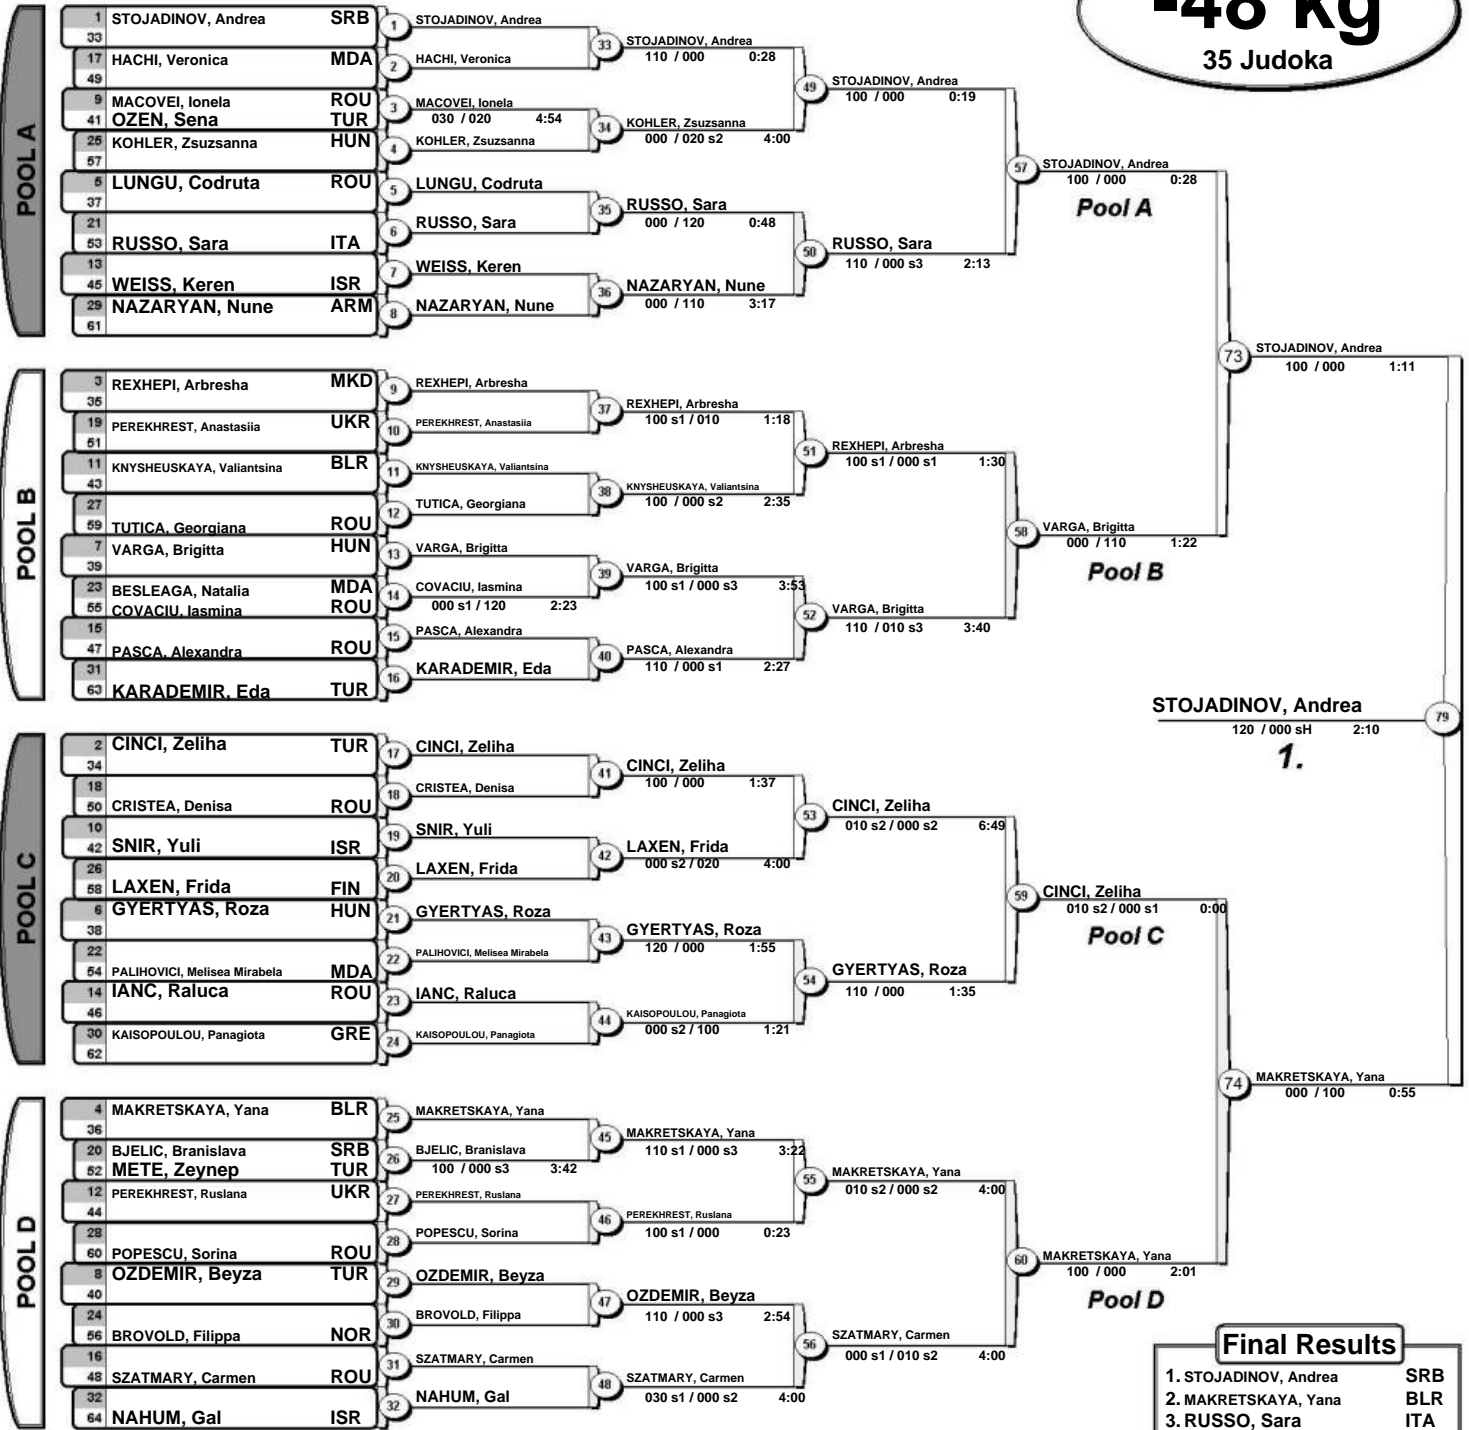 -48 kg
35 Judoka
POOL A
1 STOJADINOV, Andrea SRB
33
17 HACHI, Veronica MDA
49
9 MACOVEI, Ionela ROU
41 OZEN, Sena TUR
25 KOHLER, Zsuzsanna HUN
57
5 LUNGU, Codruta ROU
37
21
53 RUSSO, Sara ITA
13
45 WEISS, Keren ISR
29 NAZARYAN, Nune ARM
61
1 STOJADINOV, Andrea
2 HACHI, Veronica
3 MACOVEI, Ionela
030 / 020 4:54
4 KOHLER, Zsuzsanna
5 LUNGU, Codruta
6 RUSSO, Sara
7 WEISS, Keren
8 NAZARYAN, Nune
33 STOJADINOV, Andrea
110 / 000 0:28
34 KOHLER, Zsuzsanna
000 / 020 s2 4:00
35 RUSSO, Sara
000 / 120 0:48
36 NAZARYAN, Nune
000 / 110 3:17
49 STOJADINOV, Andrea
100 / 000 0:19
50 RUSSO, Sara
110 / 000 s3 2:13
57 STOJADINOV, Andrea
100 / 000 0:28
Pool A
POOL B
3 REXHEPI, Arbresha MKD
35
19 PEREKHREST, Anastasiia UKR
51
11 KNYSHEUSKAYA, Valiantsina BLR
43
27
59 TUTICA, Georgiana ROU
7 VARGA, Brigitta HUN
39
23 BESLEAGA, Natalia MDA
55 COVACIU, Iasmina ROU
15
47 PASCA, Alexandra ROU
31
63 KARADEMIR, Eda TUR
9 REXHEPI, Arbresha
10 PEREKHREST, Anastasiia
11 KNYSHEUSKAYA, Valiantsina
12 TUTICA, Georgiana
13 VARGA, Brigitta
14 COVACIU, Iasmina
000 s1 / 120 2:23
15 PASCA, Alexandra
16 KARADEMIR, Eda
37 REXHEPI, Arbresha
100 s1 / 010 1:18
38 KNYSHEUSKAYA, Valiantsina
100 / 000 s2 2:35
39 VARGA, Brigitta
100 s1 / 000 s3 3:53
40 PASCA, Alexandra
110 / 000 s1 2:27
51 REXHEPI, Arbresha
100 s1 / 000 s1 1:30
52 VARGA, Brigitta
110 / 010 s3 3:40
58 VARGA, Brigitta
000 / 110 1:22
Pool B
73 STOJADINOV, Andrea
100 / 000 1:11
STOJADINOV, Andrea 79
120 / 000 sH 2:10
1.
POOL C
2 CINCI, Zeliha TUR
34
18
50 CRISTEA, Denisa ROU
10
42 SNIR, Yuli ISR
26
58 LAXEN, Frida FIN
6 GYERTYAS, Roza HUN
38
22
54 PALIHOVICI, Melisea Mirabela MDA
14 IANC, Raluca ROU
46
30 KAISOPOULOU, Panagiota GRE
62
17 CINCI, Zeliha
18 CRISTEA, Denisa
19 SNIR, Yuli
20 LAXEN, Frida
21 GYERTYAS, Roza
22 PALIHOVICI, Melisea Mirabela
23 IANC, Raluca
24 KAISOPOULOU, Panagiota
41 CINCI, Zeliha
100 / 000 1:37
42 LAXEN, Frida
000 s2 / 020 4:00
43 GYERTYAS, Roza
120 / 000 1:55
44 KAISOPOULOU, Panagiota
000 s2 / 100 1:21
53 CINCI, Zeliha
010 s2 / 000 s2 6:49
54 GYERTYAS, Roza
110 / 000 1:35
59 CINCI, Zeliha
010 s2 / 000 s1 0:00
Pool C
POOL D
4 MAKRETSKAYA, Yana BLR
36
20 BJELIC, Branislava SRB
52 METE, Zeynep TUR
12 PEREKHREST, Ruslana UKR
44
28
60 POPESCU, Sorina ROU
8 OZDEMIR, Beyza TUR
40
24
56 BROVOLD, Filippa NOR
16
48 SZATMARY, Carmen ROU
32
64 NAHUM, Gal ISR
25 MAKRETSKAYA, Yana
26 BJELIC, Branislava
100 / 000 s3 3:42
27 PEREKHREST, Ruslana
28 POPESCU, Sorina
29 OZDEMIR, Beyza
30 BROVOLD, Filippa
31 SZATMARY, Carmen
32 NAHUM, Gal
45 MAKRETSKAYA, Yana
110 s1 / 000 s3 3:22
46 PEREKHREST, Ruslana
100 s1 / 000 0:23
47 OZDEMIR, Beyza
110 / 000 s3 2:54
48 SZATMARY, Carmen
030 s1 / 000 s2 4:00
55 MAKRETSKAYA, Yana
010 s2 / 000 s2 4:00
56 SZATMARY, Carmen
000 s1 / 010 s2 4:00
60 MAKRETSKAYA, Yana
100 / 000 2:01
Pool D
74 MAKRETSKAYA, Yana
000 / 100 0:55
Final Results
1. STOJADINOV, Andrea SRB
2. MAKRETSKAYA, Yana BLR
3. RUSSO, Sara ITA